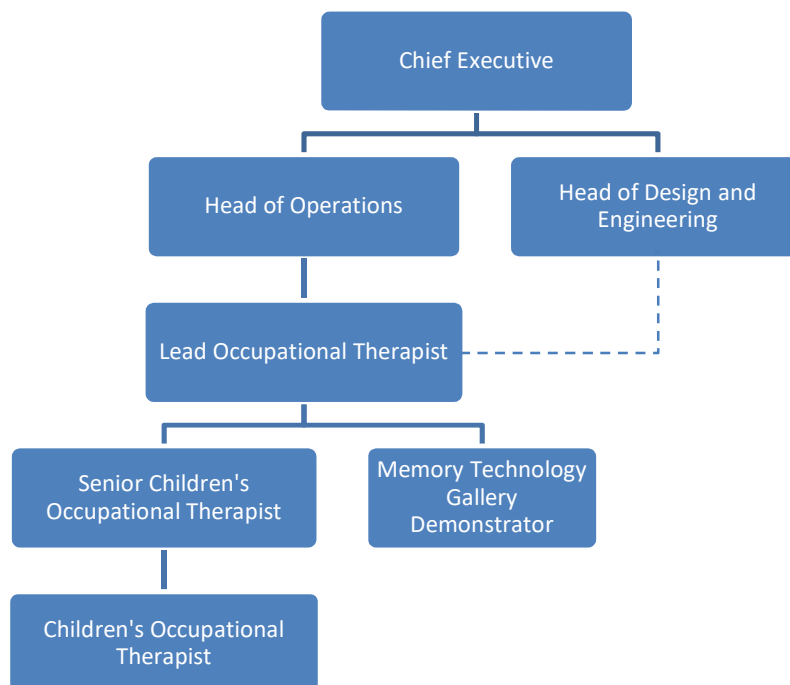 Chief Executive
Head of Operations
Head of Design and
Engineering
Lead Occupational Therapist
Senior Children's
Occupational Therapist
Memory Technology
Gallery
Demonstrator
Children's Occupational
Therapist